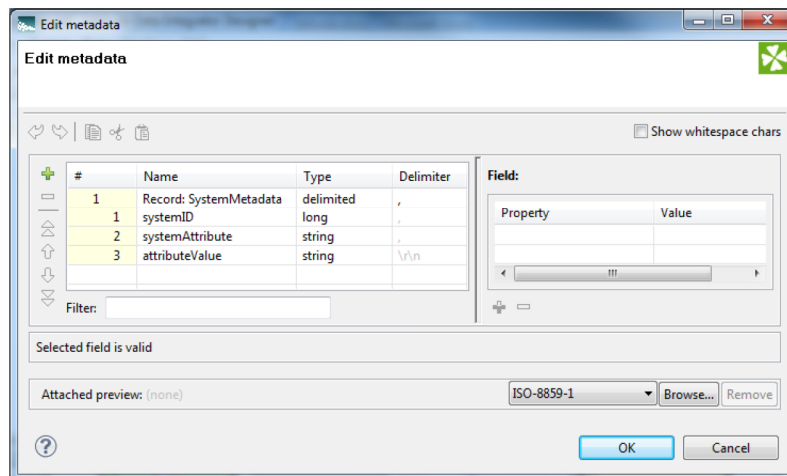 Edit metadata
Edit metadata
Show whitespace chars
# Name Type Delimiter
1 Record: SystemMetadata delimited ,
1 systemID long ,
2 systemAttribute string ,
3 attributeValue string \r\n
Filter:
Field:
Property Value
Selected field is valid
Attached preview: (none) ISO-8859-1 Browse... Remove
? OK Cancel